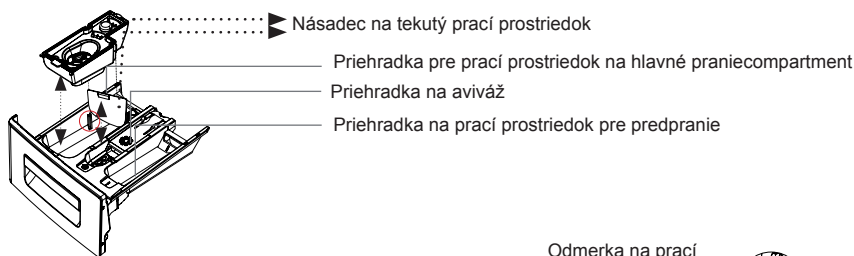 Násadec na tekutý prací prostriedok
Priehradka pre prací prostriedok na hlavné praniecompartment
Priehradka na aviváž
Priehradka na prací prostriedok pre predpranie
Odmerka na prací